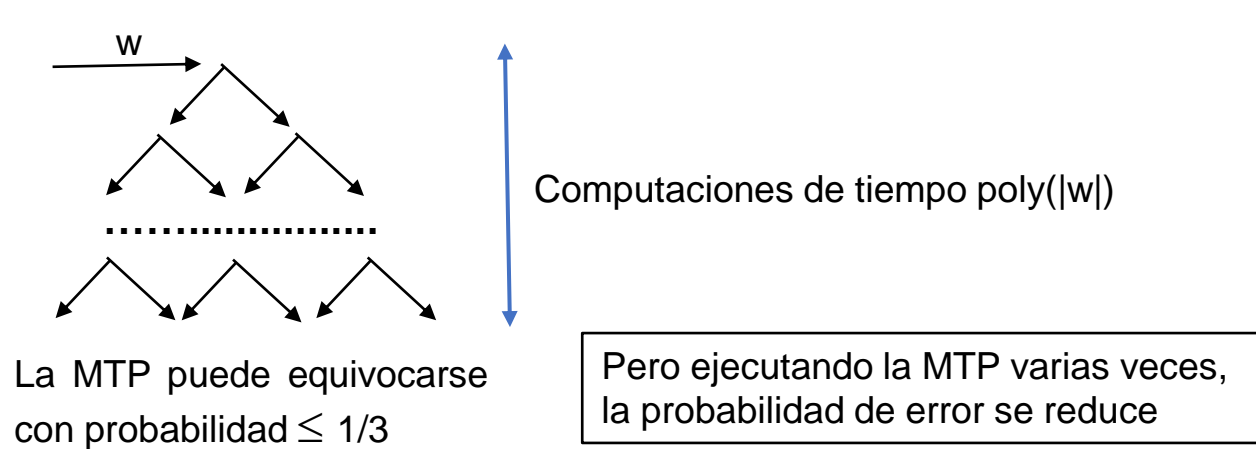 w
Computaciones de tiempo poly(|w|)
La MTP puede equivocarse
con probabilidad ≤ 1/3
Pero ejecutando la MTP varias veces,
la probabilidad de error se reduce